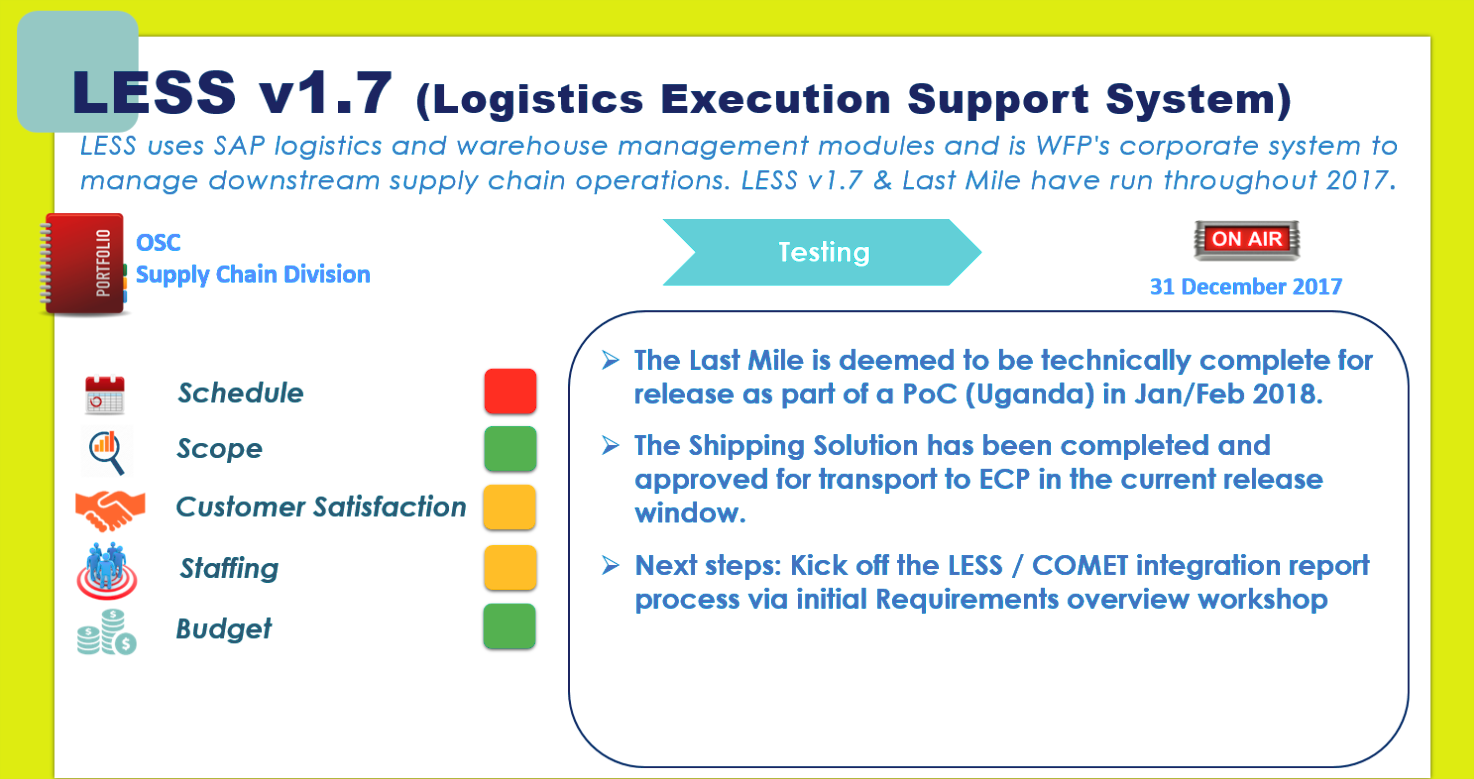 LESS v1.7 (Logistics Execution Support System)
LESS uses SAP logistics and warehouse management modules and is WFP's corporate system to
manage downstream supply chain operations. LESS v1.7 & Last Mile have run throughout 2017.
PORTFOLIO
OSC
Supply Chain Division
Testing
ON AIR
31 December 2017
Schedule
Scope
Customer Satisfaction
Staffing
Budget
➢ The Last Mile is deemed to be technically complete for
release as part of a PoC (Uganda) in Jan/Feb 2018.
➢ The Shipping Solution has been completed and
approved for transport to ECP in the current release
window.
➢ Next steps: Kick off the LESS / COMET integration report
process via initial Requirements overview workshop